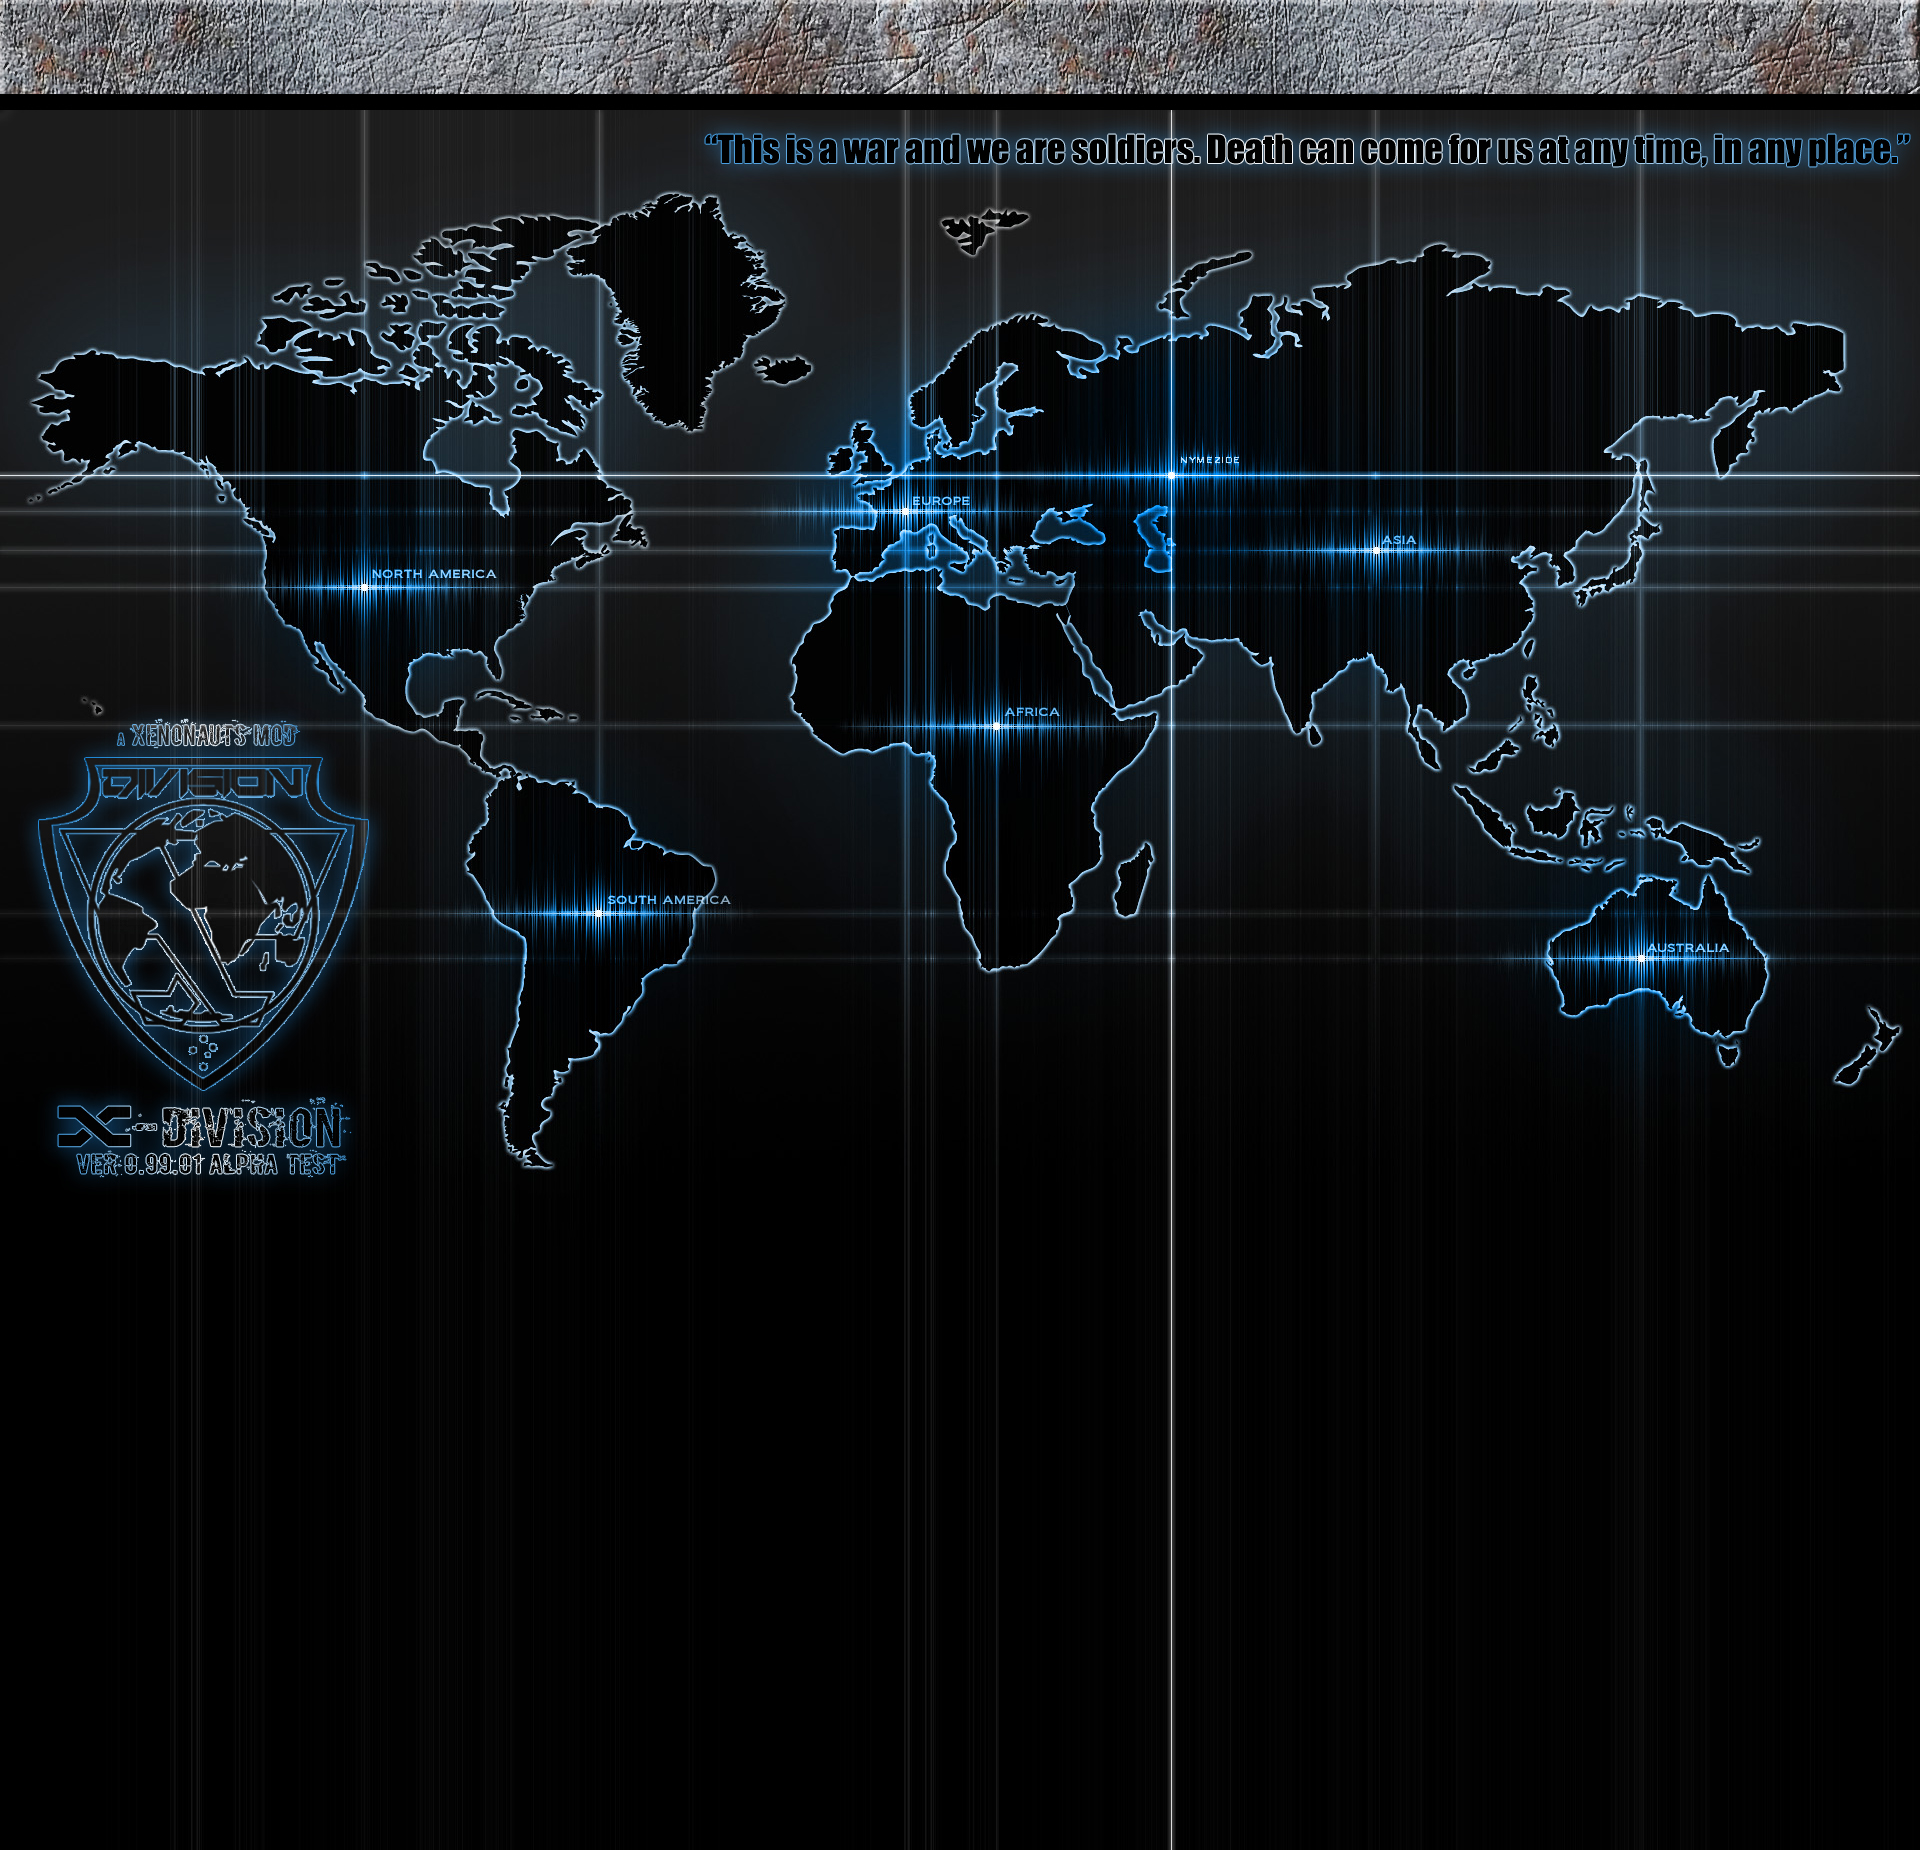 “This is a war and we are soldiers. Death can come for us at any time, in any place.”
NYMEZIDE
EUROPE
ASIA
NORTH AMERICA
AFRICA
A XENONAUTS MOD
DIVISION
SOUTH AMERICA
AUSTRALIA
X-DIVISION
VER 0.99.01 ALPHA TEST